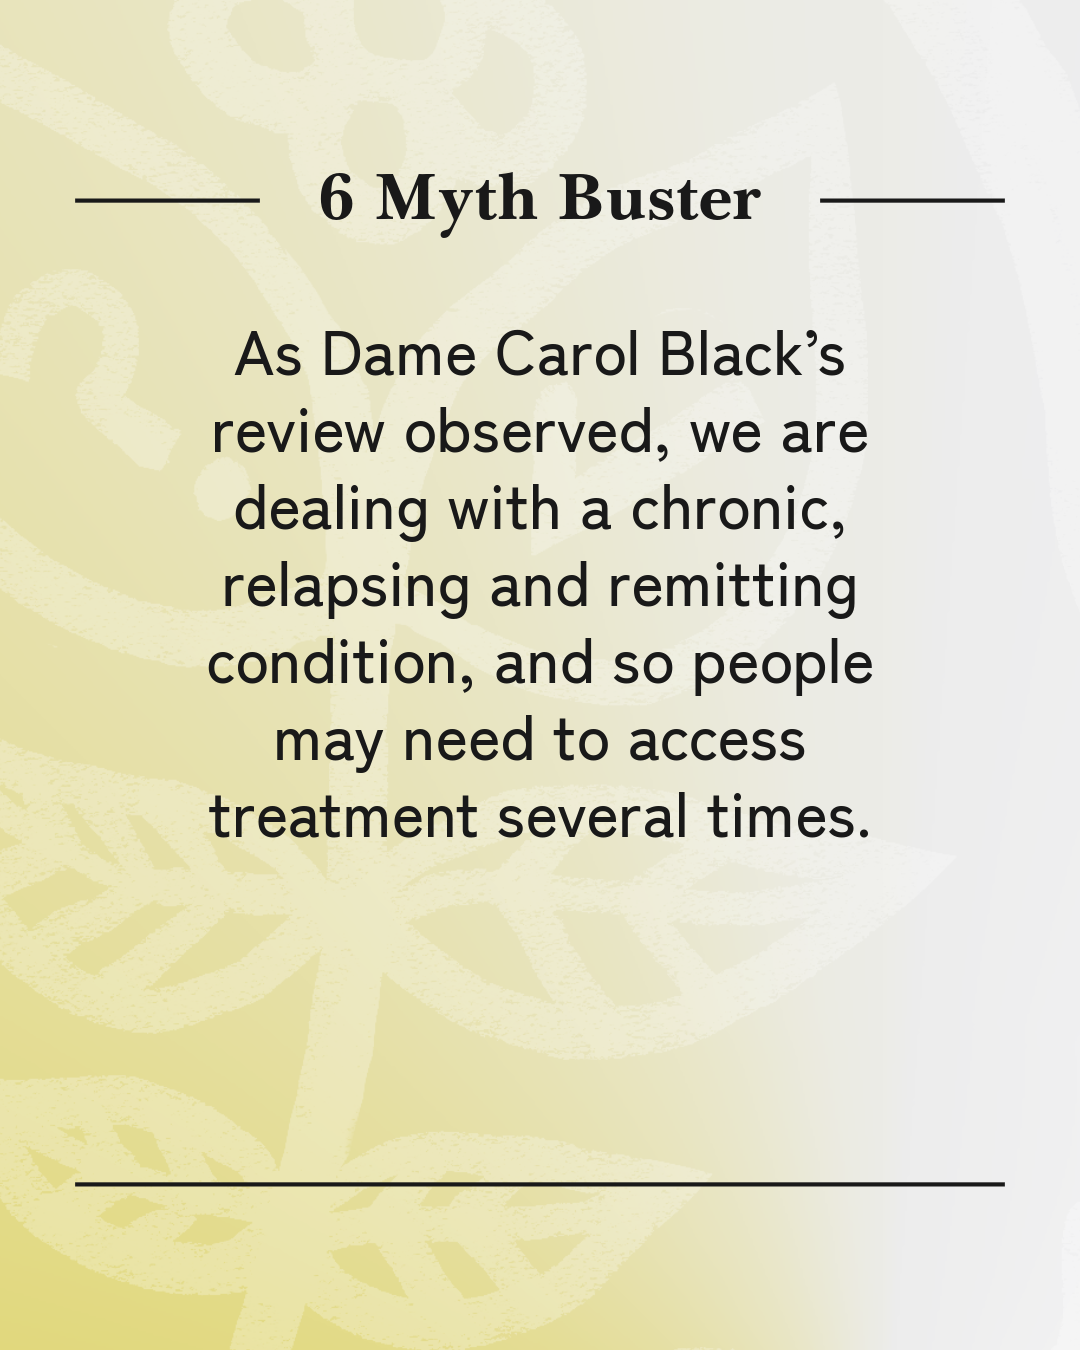 6 Myth Buster
As Dame Carol Black’s
review observed, we are
dealing with a chronic,
relapsing and remitting
condition, and so people
may need to access
treatment several times.